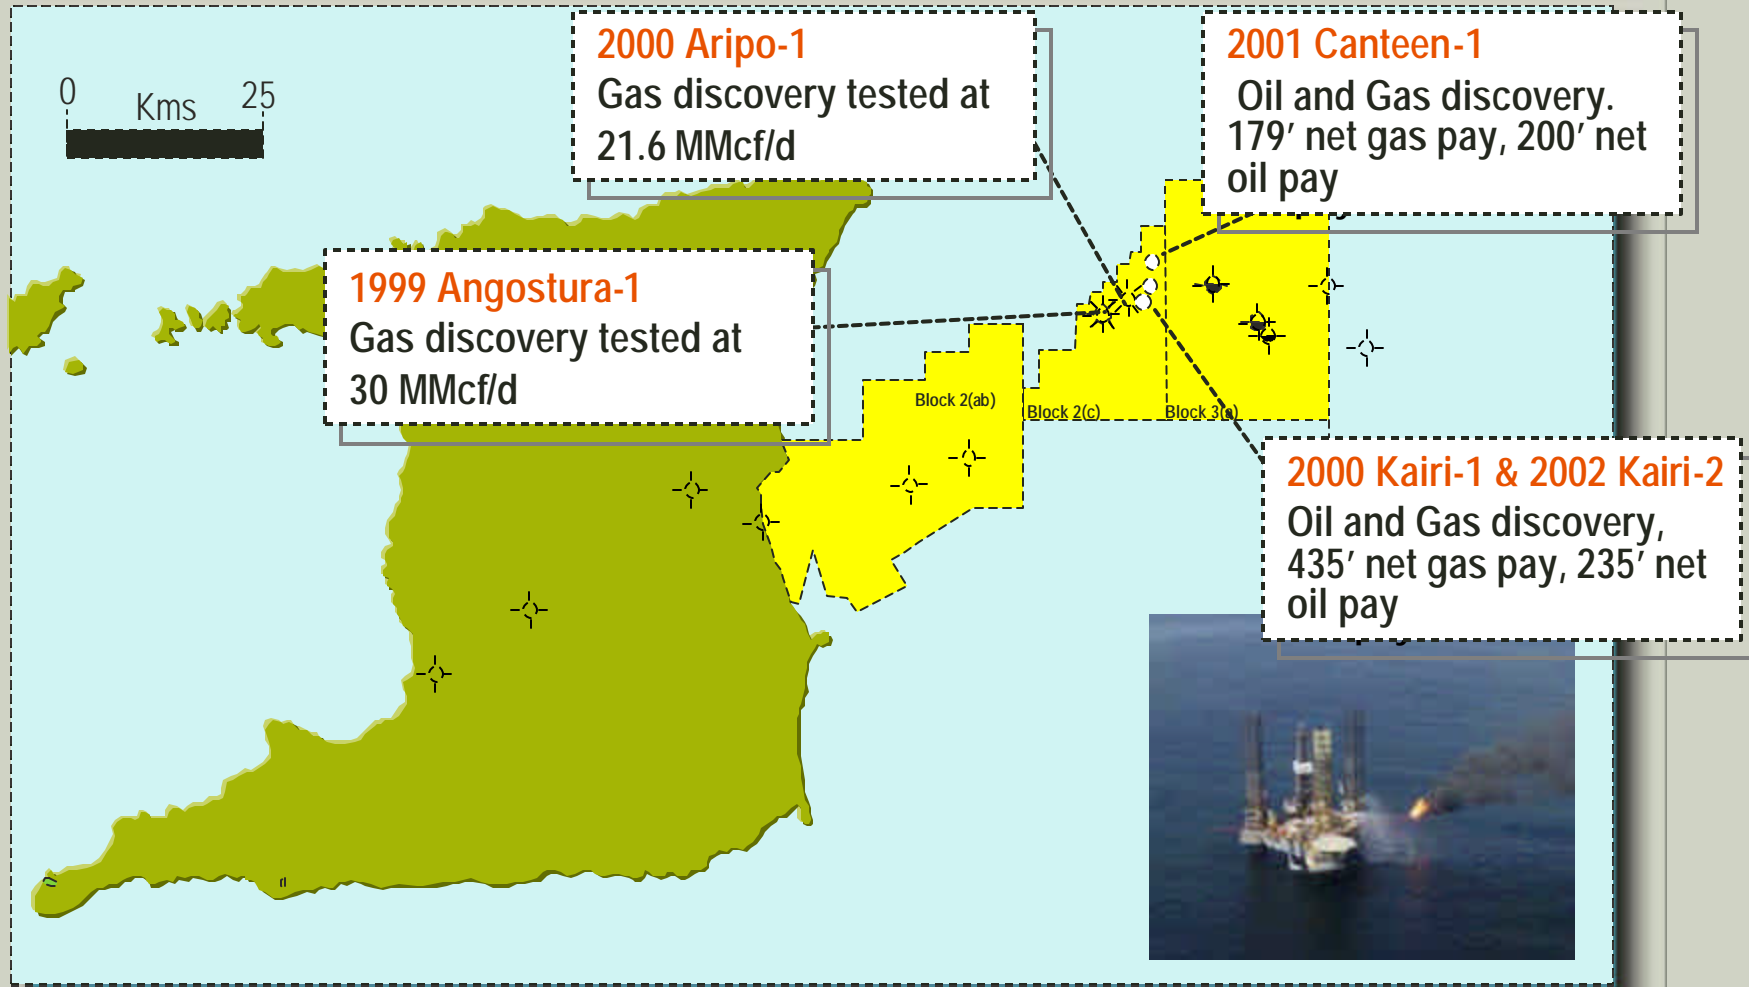 0 Kms 25
2000 Aripo-1
Gas discovery tested at
21.6 MMcf/d
2001 Canteen-1
Oil and Gas discovery.
179' net gas pay, 200' net
oil pay
1999 Angostura-1
Gas discovery tested at
30 MMcf/d
Block 2(ab)
Block 2(c)
Block 3(a)
2000 Kairi-1 & 2002 Kairi-2
Oil and Gas discovery,
435' net gas pay, 235' net
oil pay